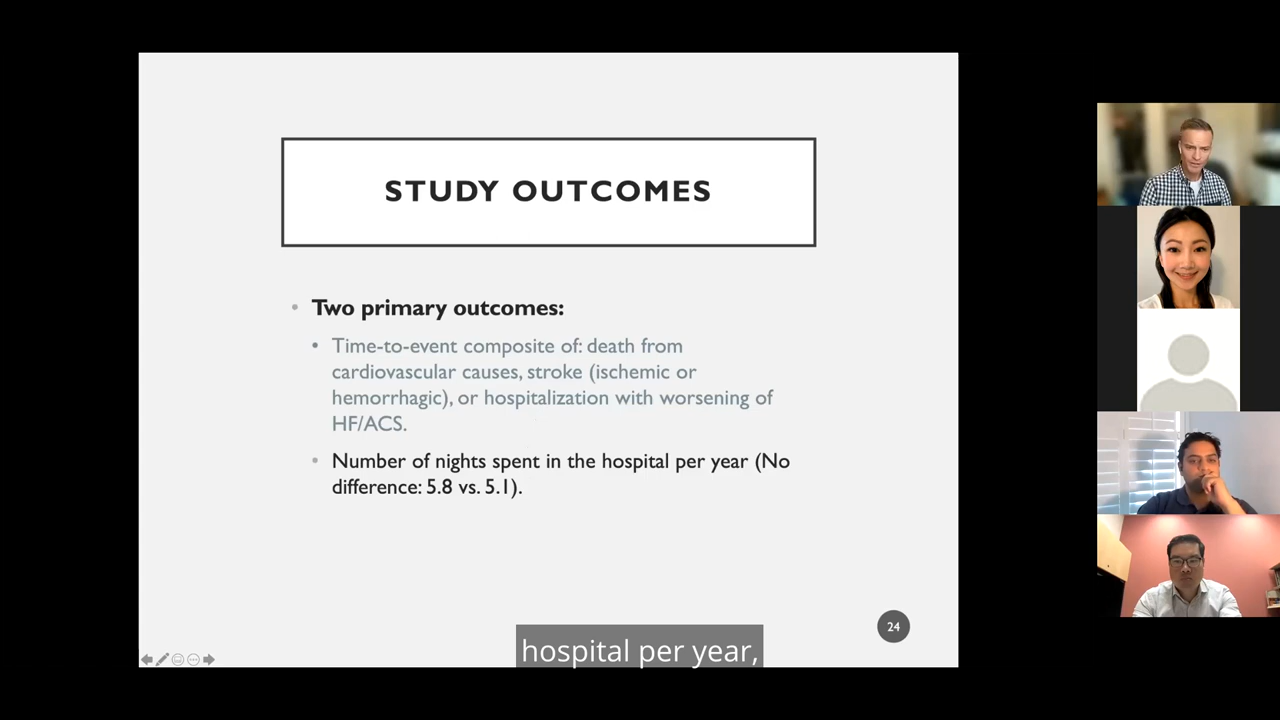 STUDY OUTCOMES
• Two primary outcomes:
• Time-to-event composite of: death from
cardiovascular causes, stroke (ischemic or
hemorrhagic), or hospitalization with worsening of
HF/ACS.
• Number of nights spent in the hospital per year (No
difference: 5.8 vs. 5.1).
24
hospital per year,